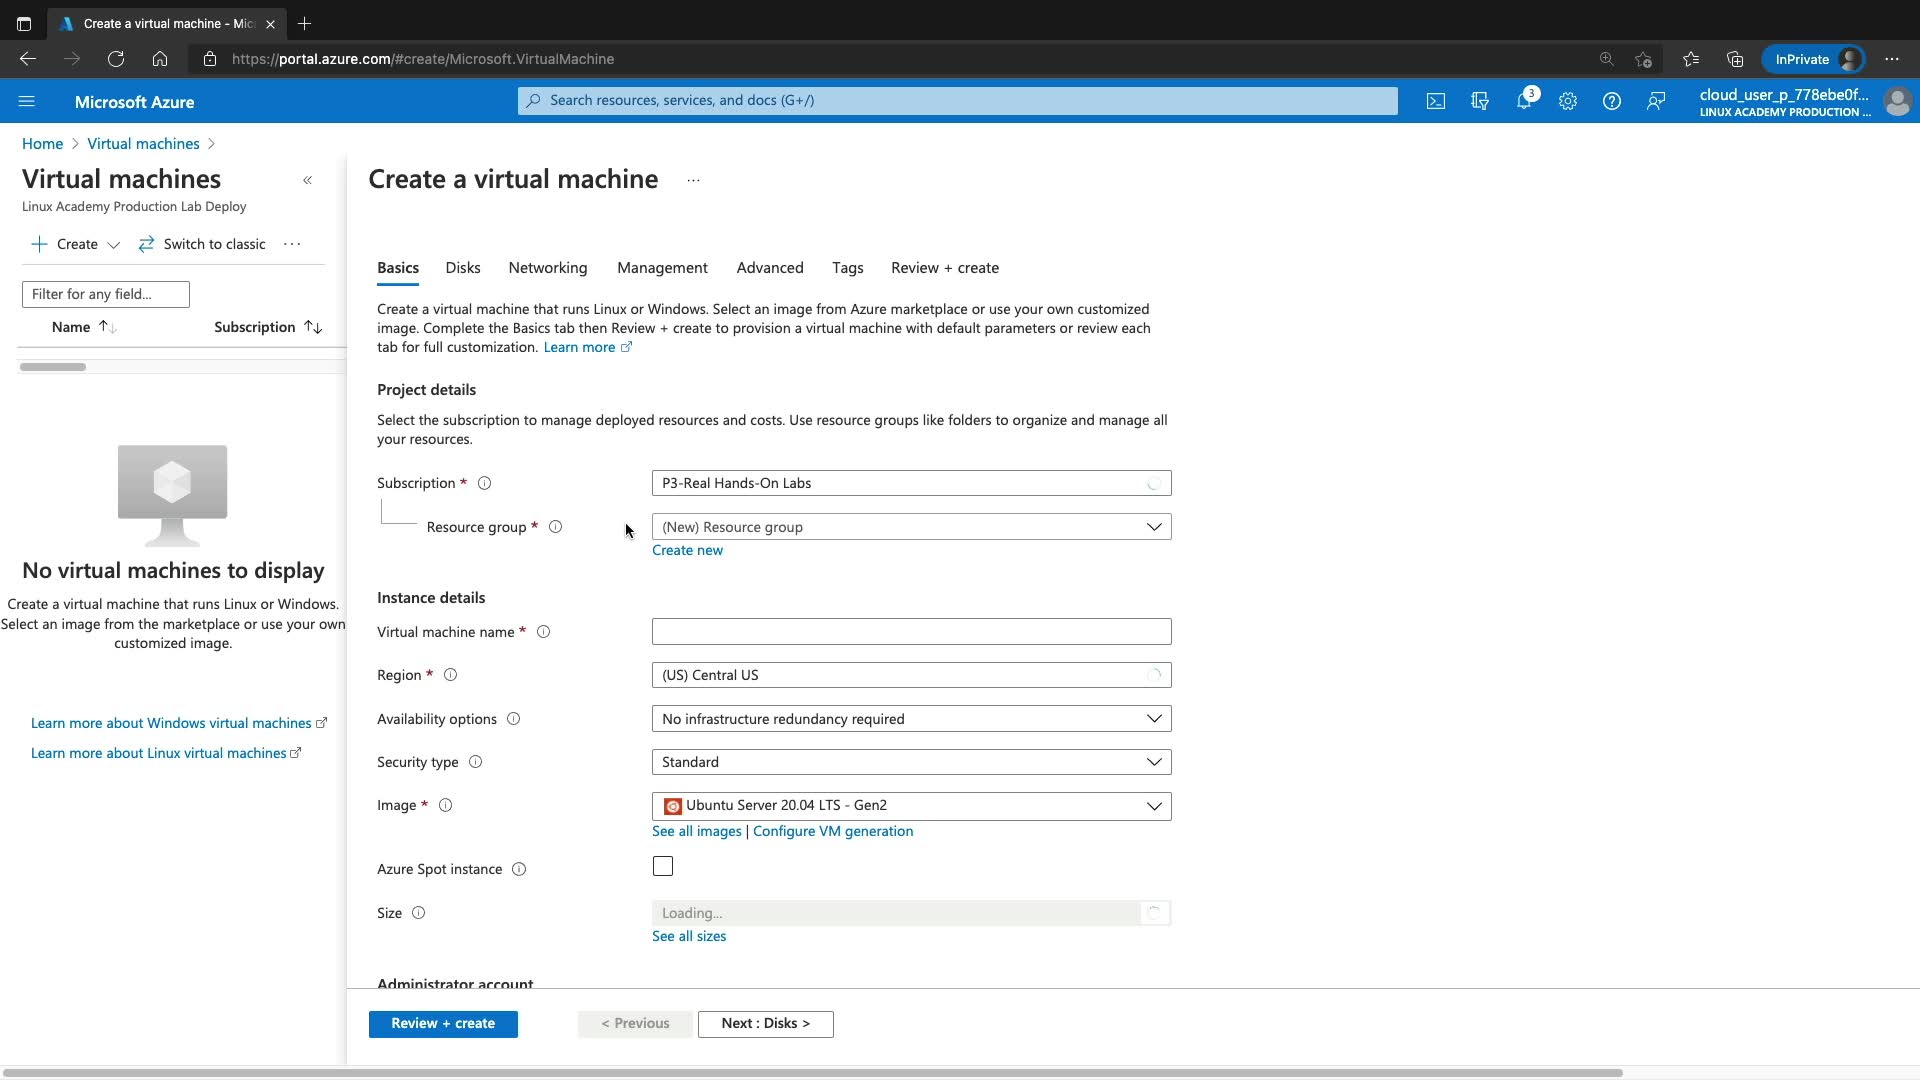 Create a virtual machine - Mic
https://portal.azure.com/#create/Microsoft.VirtualMachine
InPrivate
Microsoft Azure
Search resources, services, and docs (G+/)
3
cloud_user_p_778ebe0f...
LINUX ACADEMY PRODUCTION ...
Home > Virtual machines >
Virtual machines «
Linux Academy Production Lab Deploy
+ Create Switch to classic ...
Filter for any field...
Name ↑↓ Subscription ↑↓
No virtual machines to display
Create a virtual machine that runs Linux or Windows.
Select an image from the marketplace or use your own
customized image.
Learn more about Windows virtual machines
Learn more about Linux virtual machines
Create a virtual machine ...
Basics Disks Networking Management Advanced Tags Review + create
Create a virtual machine that runs Linux or Windows. Select an image from Azure marketplace or use your own customized
image. Complete the Basics tab then Review + create to provision a virtual machine with default parameters or review each
tab for full customization. Learn more
Project details
Select the subscription to manage deployed resources and costs. Use resource groups like folders to organize and manage all
your resources.
Subscription * P3-Real Hands-On Labs
Resource group * (New) Resource group
Create new
Instance details
Virtual machine name *
Region * (US) Central US
Availability options No infrastructure redundancy required
Security type Standard
Image * Ubuntu Server 20.04 LTS - Gen2
See all images | Configure VM generation
Azure Spot instance
Size Loading...
See all sizes
Administrator account
Review + create < Previous Next : Disks >